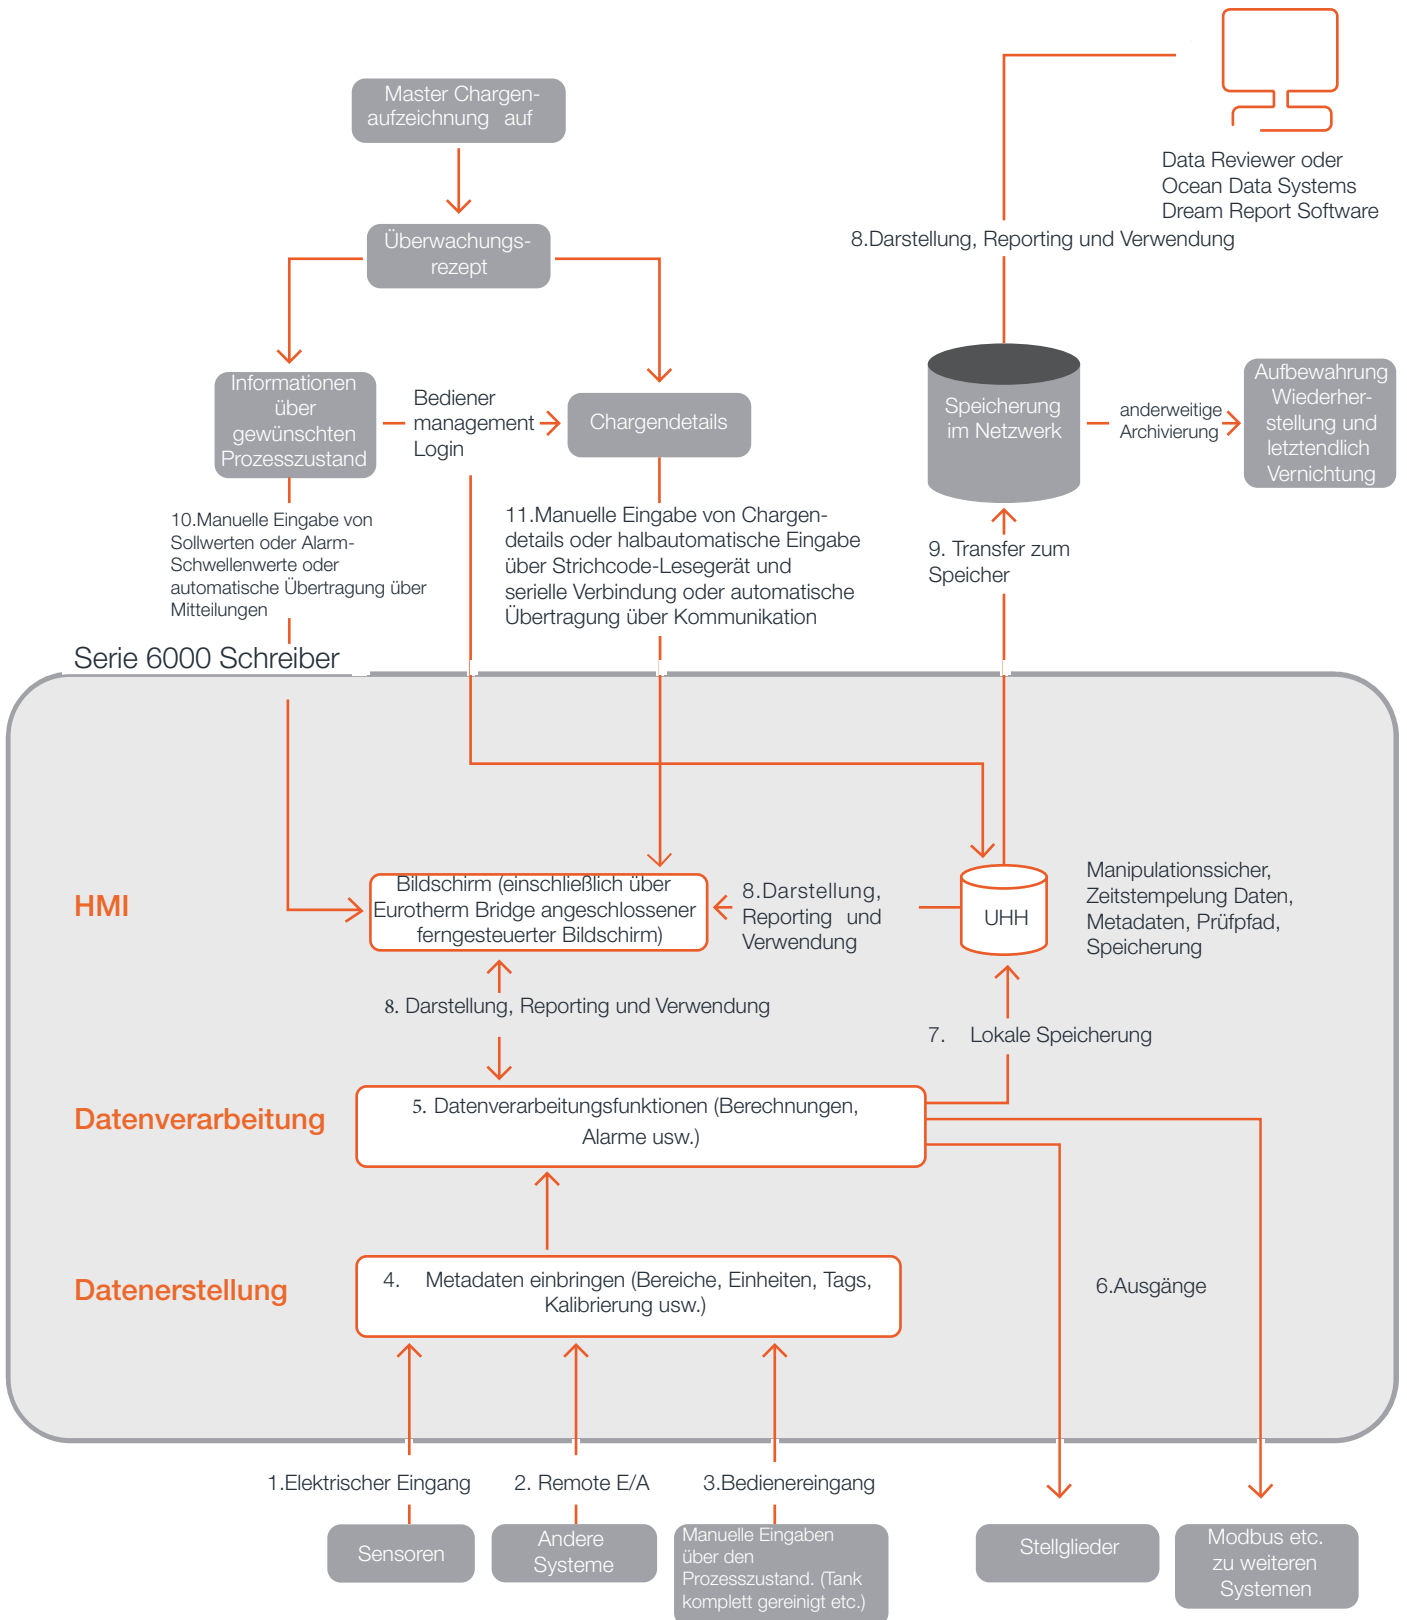 Master Chargen-
aufzeichnung auf
Data Reviewer oder
Ocean Data Systems
Dream Report Software
Überwachungs-
rezept
8.Darstellung, Reporting und Verwendung
Informationen
über
gewünschten
Prozesszustand
Bediener
management
Login
Chargendetails
Speicherung
im Netzwerk
anderweitige
Archivierung
Aufbewahrung
Wiederher-
stellung und
letztendlich
Vernichtung
10.Manuelle Eingabe von
Sollwerten oder Alarm-
Schwellenwerte oder
automatische Übertragung über
Mitteilungen
11.Manuelle Eingabe von Chargen-
details oder halbautomatische Eingabe
über Strichcode-Lesegerät und
serielle Verbindung oder automatische
Übertragung über Kommunikation
9. Transfer zum
Speicher
Serie 6000 Schreiber
HMI
Bildschirm (einschließlich über
Eurotherm Bridge angeschlossener
ferngesteuerter Bildschirm)
8.Darstellung,
Reporting und
Verwendung
UHH
Manipulationssicher,
Zeitstempelung Daten,
Metadaten, Prüfpfad,
Speicherung
8. Darstellung, Reporting und Verwendung
7. Lokale Speicherung
Datenverarbeitung
5. Datenverarbeitungsfunktionen (Berechnungen,
Alarme usw.)
Datenerstellung
4. Metadaten einbringen (Bereiche, Einheiten, Tags,
Kalibrierung usw.)
6.Ausgänge
1.Elektrischer Eingang
2. Remote E/A
3.Bedienereingang
Sensoren
Andere
Systeme
Manuelle Eingaben
über den
Prozesszustand. (Tank
komplett gereinigt etc.)
Stellglieder
Modbus etc.
zu weiteren
Systemen